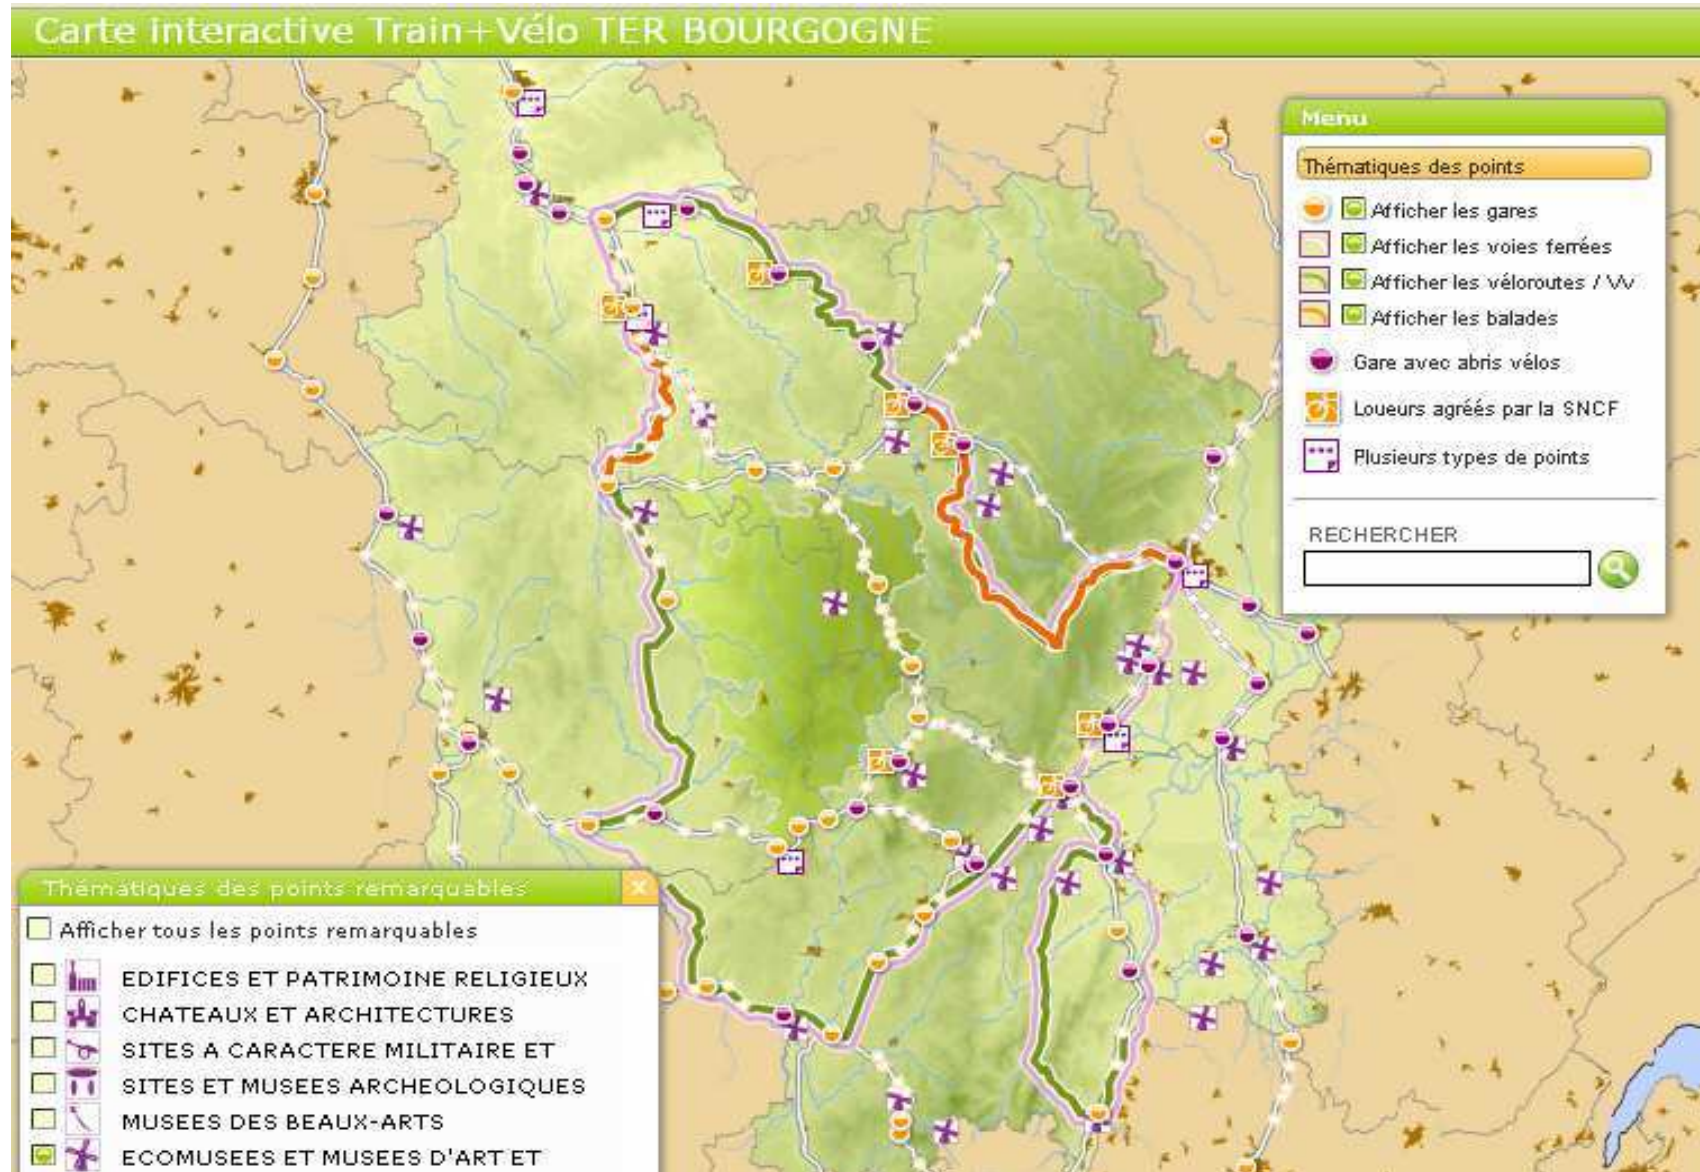 Carte interactive Train+Vélo TER BOURGOGNE
Menu
Thématiques des points
Afficher les gares
Afficher les voies ferrées
Afficher les véloroutes / VV
Afficher les balades
Gare avec abris vélos
Loueurs agréés par la SNCF
Plusieurs types de points
RECHERCHER
Thématiques des points remarquables
x
Afficher tous les points remarquables
EDIFICES ET PATRIMOINE RELIGIEUX
CHATEAUX ET ARCHITECTURES
SITES A CARACTERE MILITAIRE ET
SITES ET MUSEES ARCHEOLOGIQUES
MUSEES DES BEAUX-ARTS
ECOMUSEES ET MUSEES D'ART ET